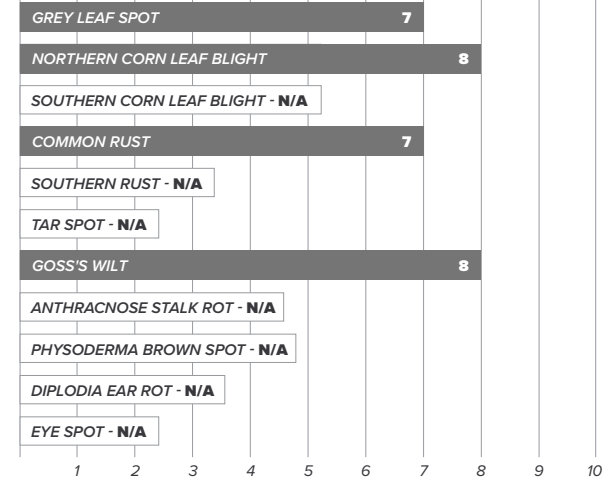 GREY LEAF SPOT 7
NORTHERN CORN LEAF BLIGHT 8
SOUTHERN CORN LEAF BLIGHT - N/A
COMMON RUST 7
SOUTHERN RUST - N/A
TAR SPOT - N/A
GOSS'S WILT 8
ANTHRACNOSE STALK ROT - N/A
PHYSODERMA BROWN SPOT - N/A
DIPLODIA EAR ROT - N/A
EYE SPOT - N/A
1 2 3 4 5 6 7 8 9 10